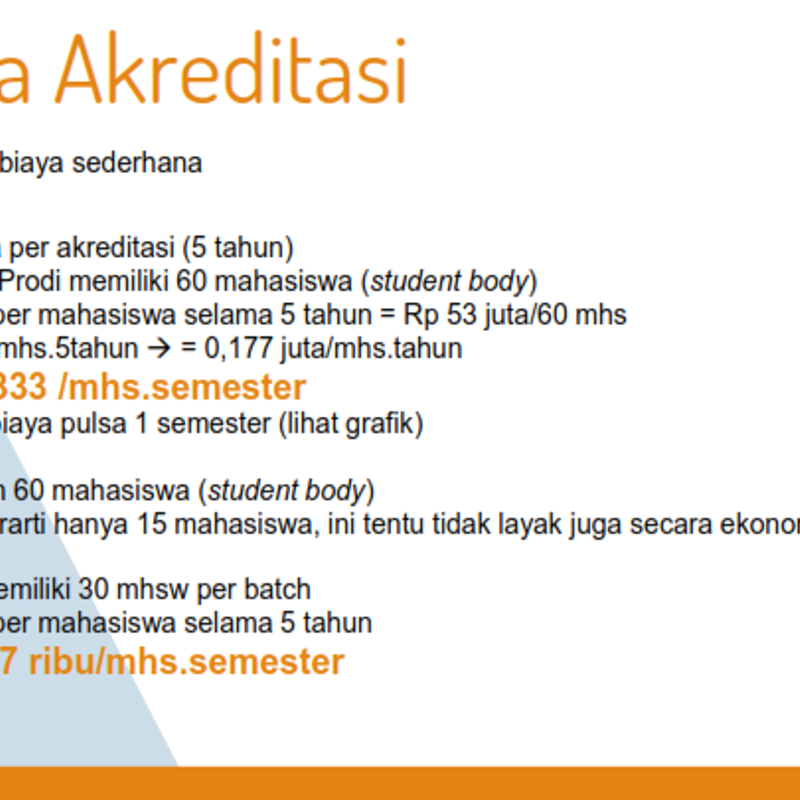 a Akreditasi
biaya sederhana
per akreditasi (5 tahun)
Prodi memiliki 60 mahasiswa (student body)
per mahasiswa selama 5 tahun = Rp 53 juta/60 mhs
mhs.5tahun → = 0,177 juta/mhs.tahun
333 /mhs.semester
biaya pulsa 1 semester (lihat grafik)
n 60 mahasiswa (student body)
rarti hanya 15 mahasiswa, ini tentu tidak layak juga secara ekonor
emiliki 30 mhsw per batch
per mahasiswa selama 5 tahun
7 ribu/mhs.semester